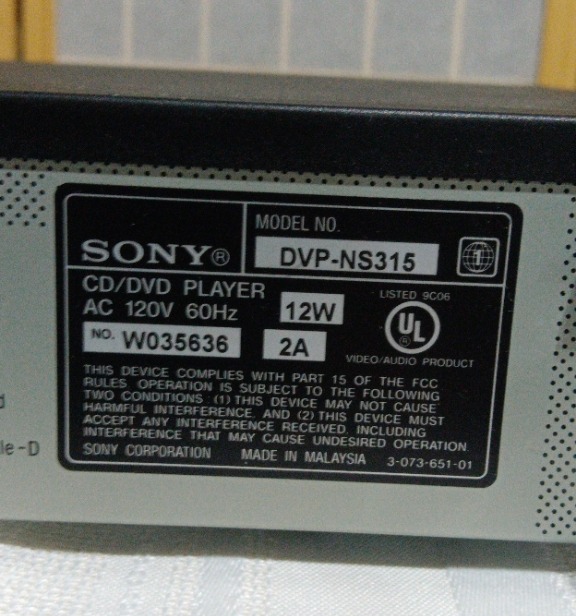 MODEL NO.
SONY® DVP-NS315 1
CD/DVD PLAYER
LISTED 9C06
AC 120V 60Hz 12W
UL ®
NO. W035636 2A
VIDEO/AUDIO PRODUCT
THIS DEVICE COMPLIES WITH PART 15 OF THE FCC
RULES. OPERATION IS SUBJECT TO THE FOLLOWING
TWO CONDITIONS: (1) THIS DEVICE MAY NOT CAUSE
HARMFUL INTERFERENCE. AND (2) THIS DEVICE MUST
ACCEPT ANY INTERFERENCE RECEIVED. INCLUDING
INTERFERENCE THAT MAY CAUSE UNDESIRED OPERATION.
SONY CORPORATION MADE IN MALAYSIA 3-073-651-01